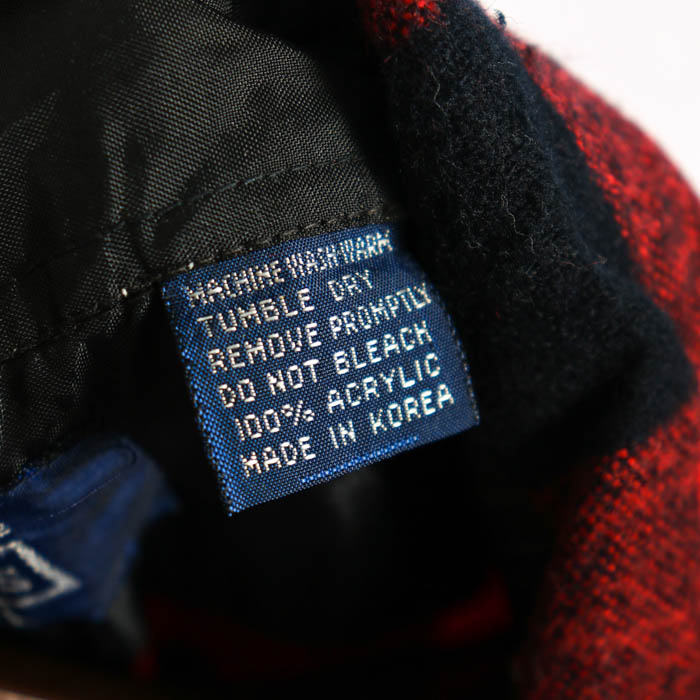 MACHINE WASH WARM
TUMBLE DRY
REMOVE PROMPTLY
DO NOT BLEACH
100% ACRYLIC
MADE IN KOREA